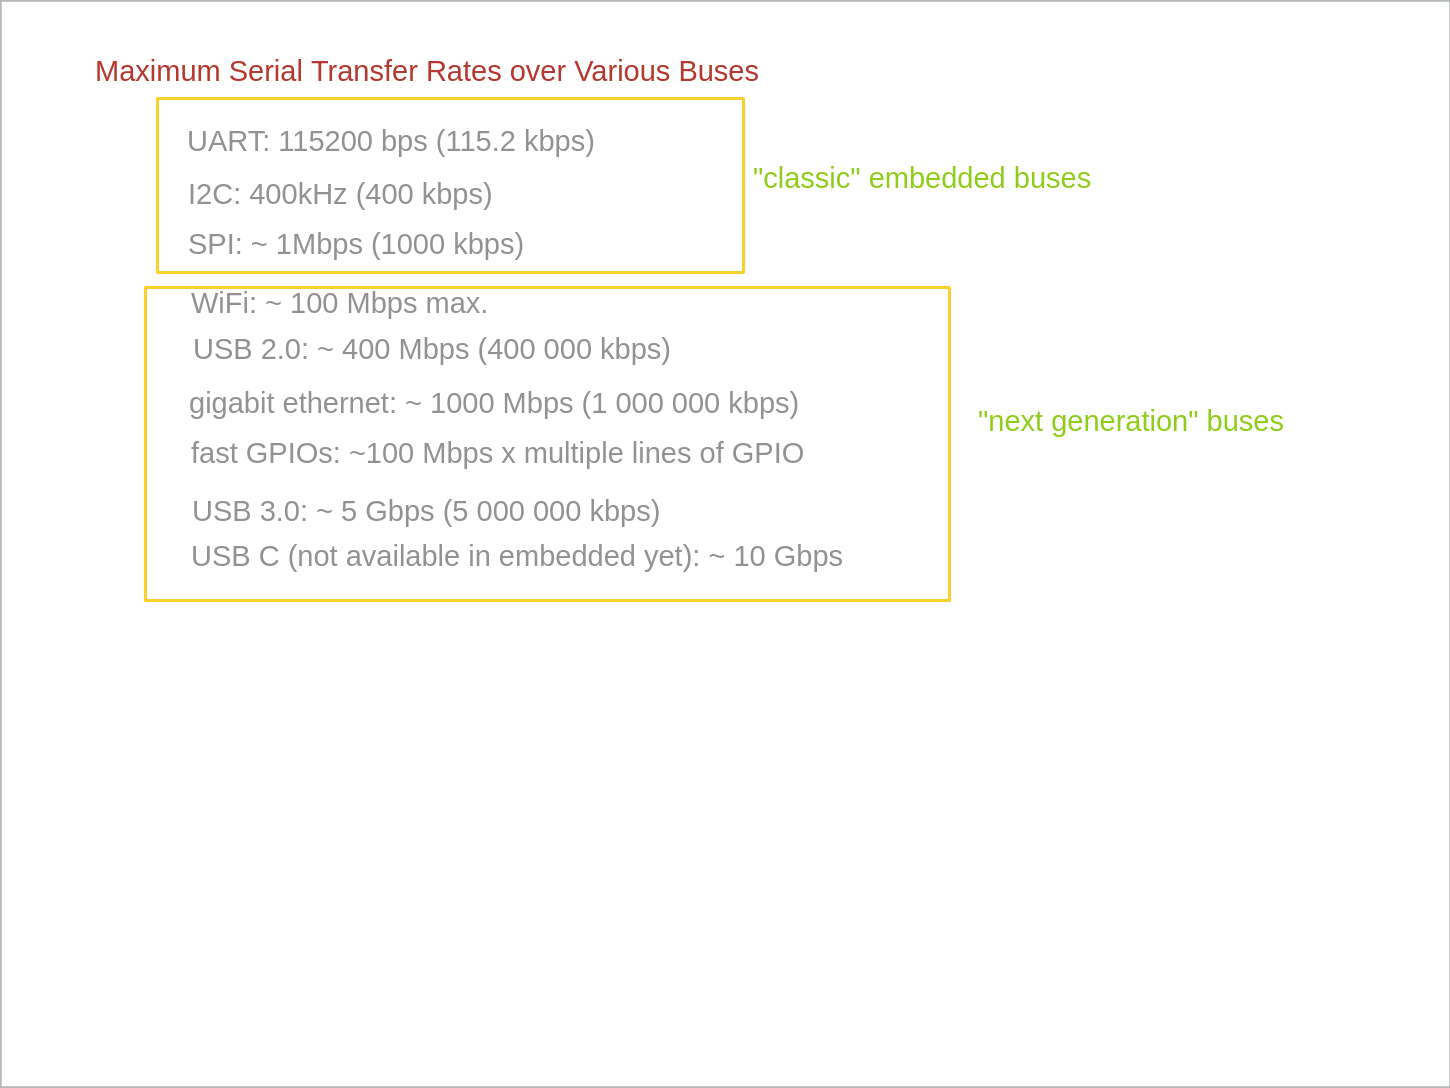 Maximum Serial Transfer Rates over Various Buses
UART: 115200 bps (115.2 kbps)
I2C: 400kHz (400 kbps)
SPI: ~ 1Mbps (1000 kbps)
"classic" embedded buses
WiFi: ~ 100 Mbps max.
USB 2.0: ~ 400 Mbps (400 000 kbps)
gigabit ethernet: ~ 1000 Mbps (1 000 000 kbps)
fast GPIOs: ~100 Mbps x multiple lines of GPIO
USB 3.0: ~ 5 Gbps (5 000 000 kbps)
USB C (not available in embedded yet): ~ 10 Gbps
"next generation" buses